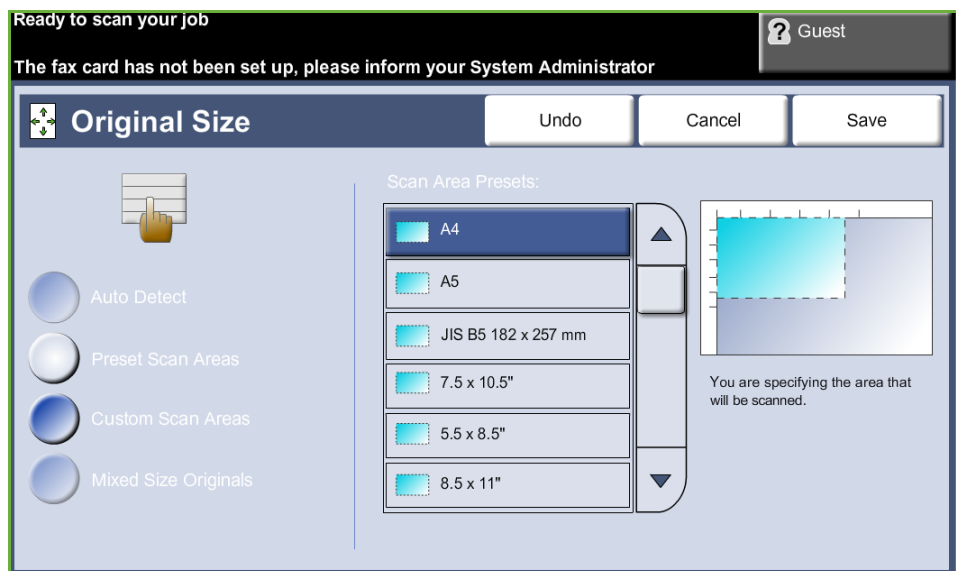 Ready to scan your job
The fax card has not been set up, please inform your System Administrator
? Guest
Original Size
Undo
Cancel
Save
Auto Detect
Preset Scan Areas
Custom Scan Areas
Mixed Size Originals
Scan Area Presets:
A4
A5
JIS B5 182 x 257 mm
7.5 x 10.5"
5.5 x 8.5"
8.5 x 11"
You are specifying the area that
will be scanned.